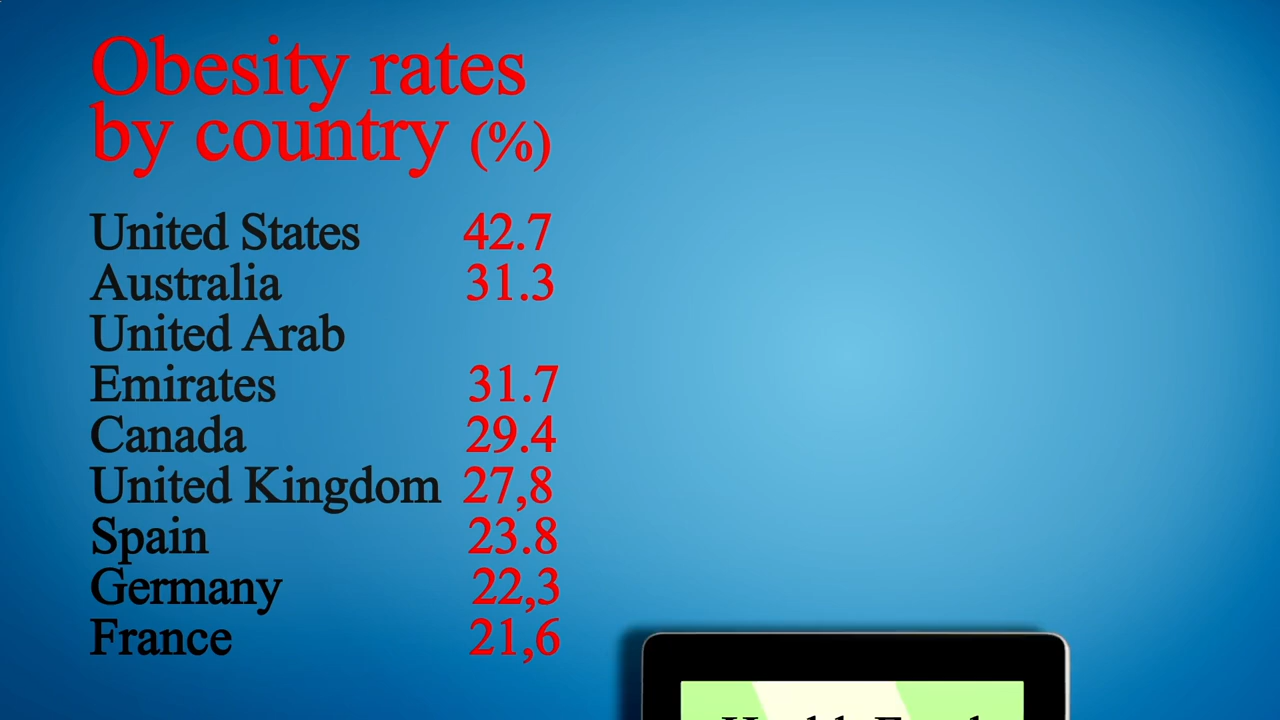 Obesity rates
by country (%)
United States 42.7
Australia 31.3
United Arab
Emirates 31.7
Canada 29.4
United Kingdom 27,8
Spain 23.8
Germany 22,3
France 21,6